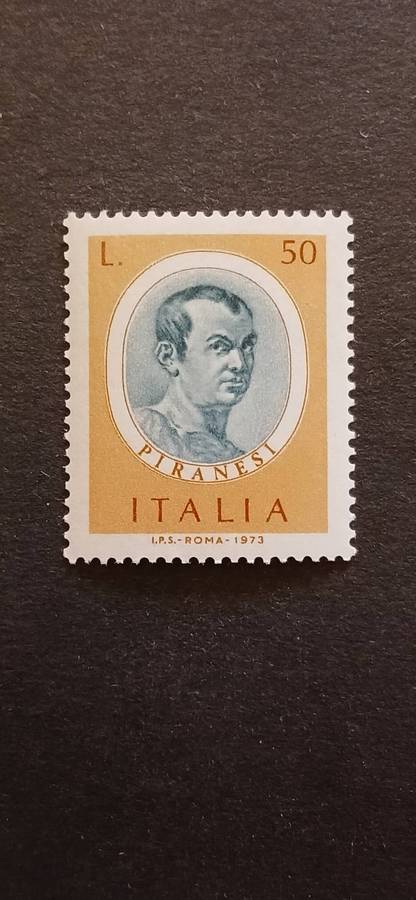 L. 50
PIRANESI
ITALIA
I.P.S.-ROMA-1973